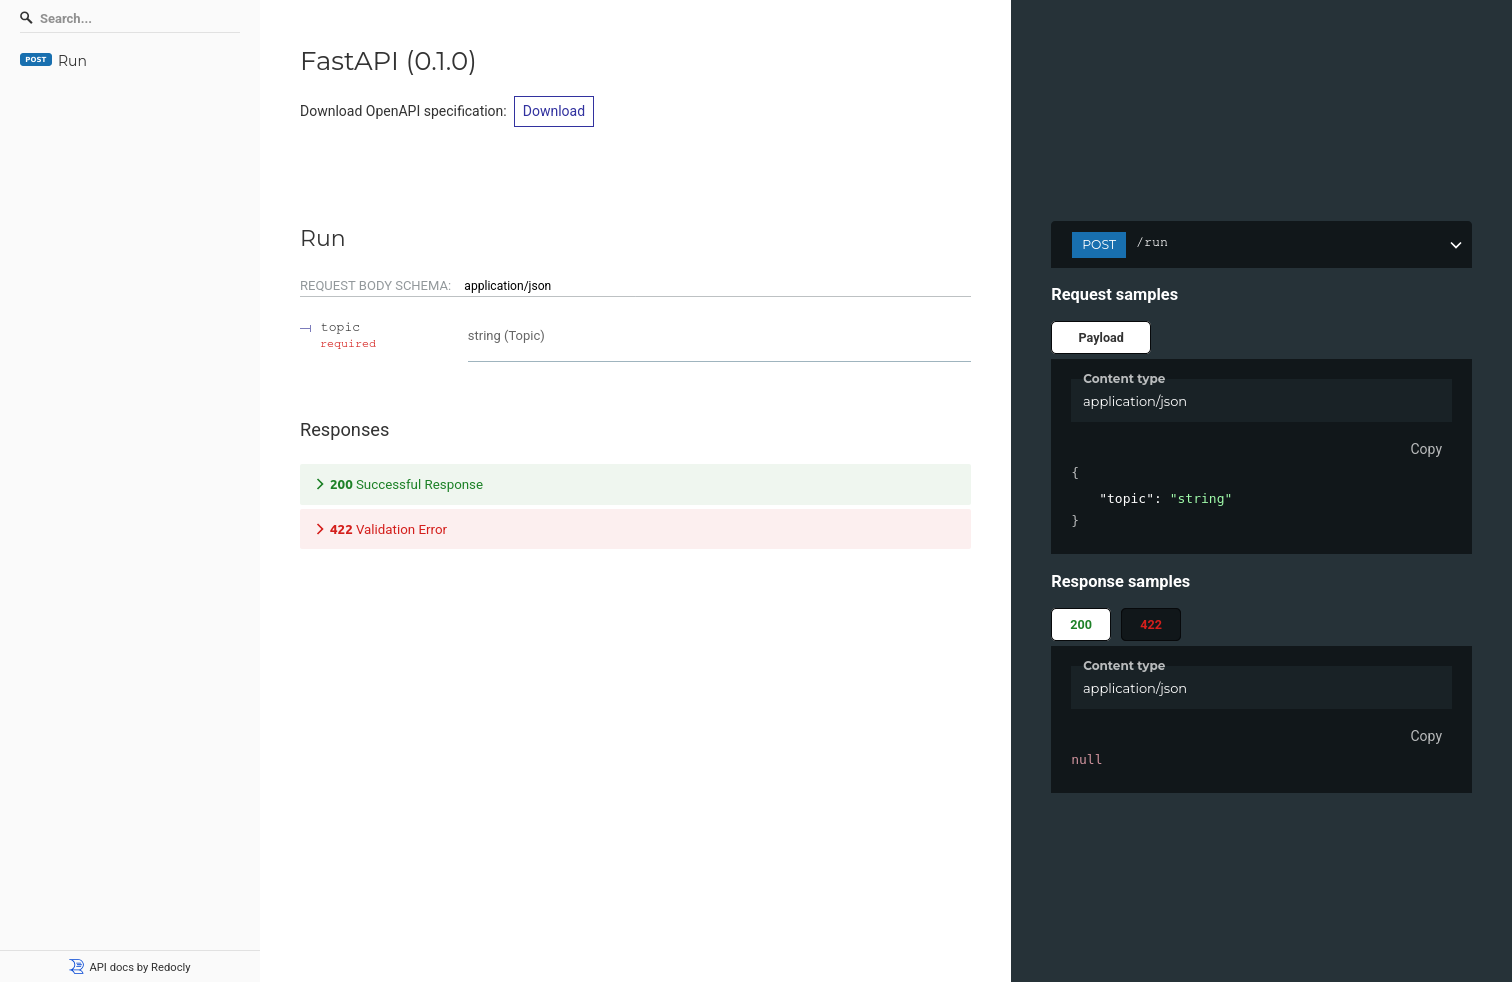 Search...
POST Run
API docs by Redocly
FastAPI (0.1.0)
Download OpenAPI specification: Download
Run
REQUEST BODY SCHEMA: application/json
topic
required
string (Topic)
Responses
200 Successful Response
422 Validation Error
POST /run
Request samples
Payload
Content type
application/json
Copy
{
"topic": "string"
}
Response samples
200 422
Content type
application/json
Copy
null